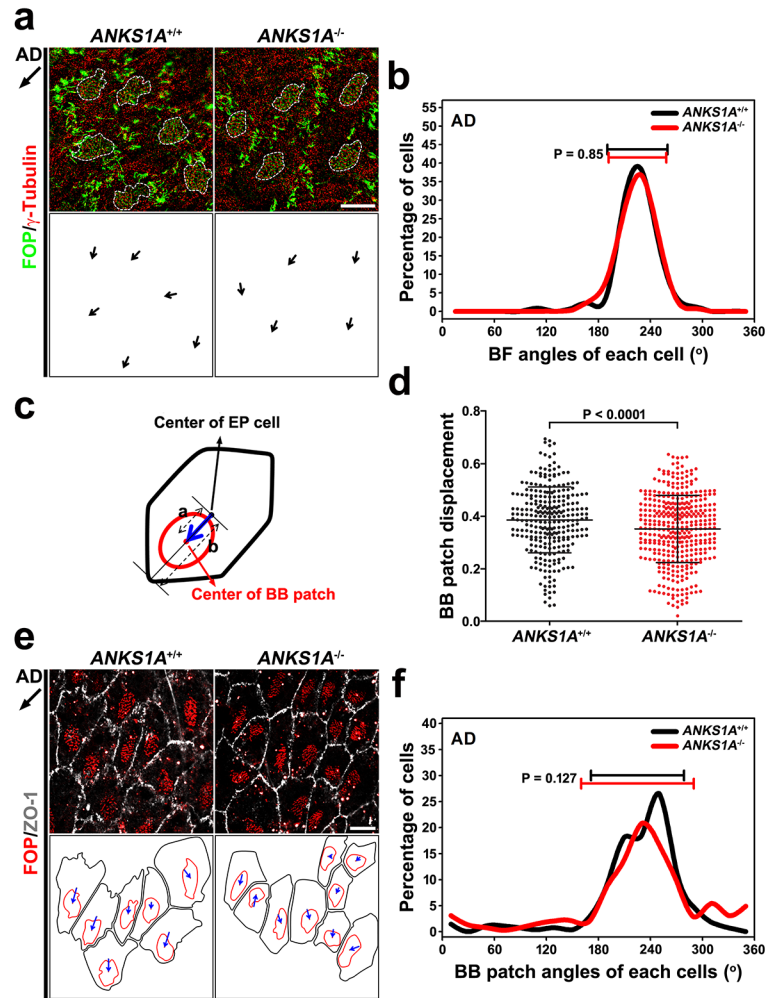 a
ANKS1A+/+
ANKS1A-/-
AD
FOP/γ-Tubulin
b
AD
ANKS1A+/+
ANKS1A-/-
P = 0.85
Percentage of cells
55
50
45
40
35
30
25
20
15
10
5
0
0 60 120 180 240 300 360
BF angles of each cell (o)
c
Center of EP cell
a
b
Center of BB patch
d
P < 0.0001
BB patch displacement
0.8
0.6
0.4
0.2
0.0
ANKS1A+/+
ANKS1A-/-
e
ANKS1A+/+
ANKS1A-/-
AD
FOP/ZO-1
f
AD
ANKS1A+/+
ANKS1A-/-
P = 0.127
Percentage of cells
40
35
30
25
20
15
10
5
0
0 60 120 180 240 300 360
BB patch angles of each cells (o)